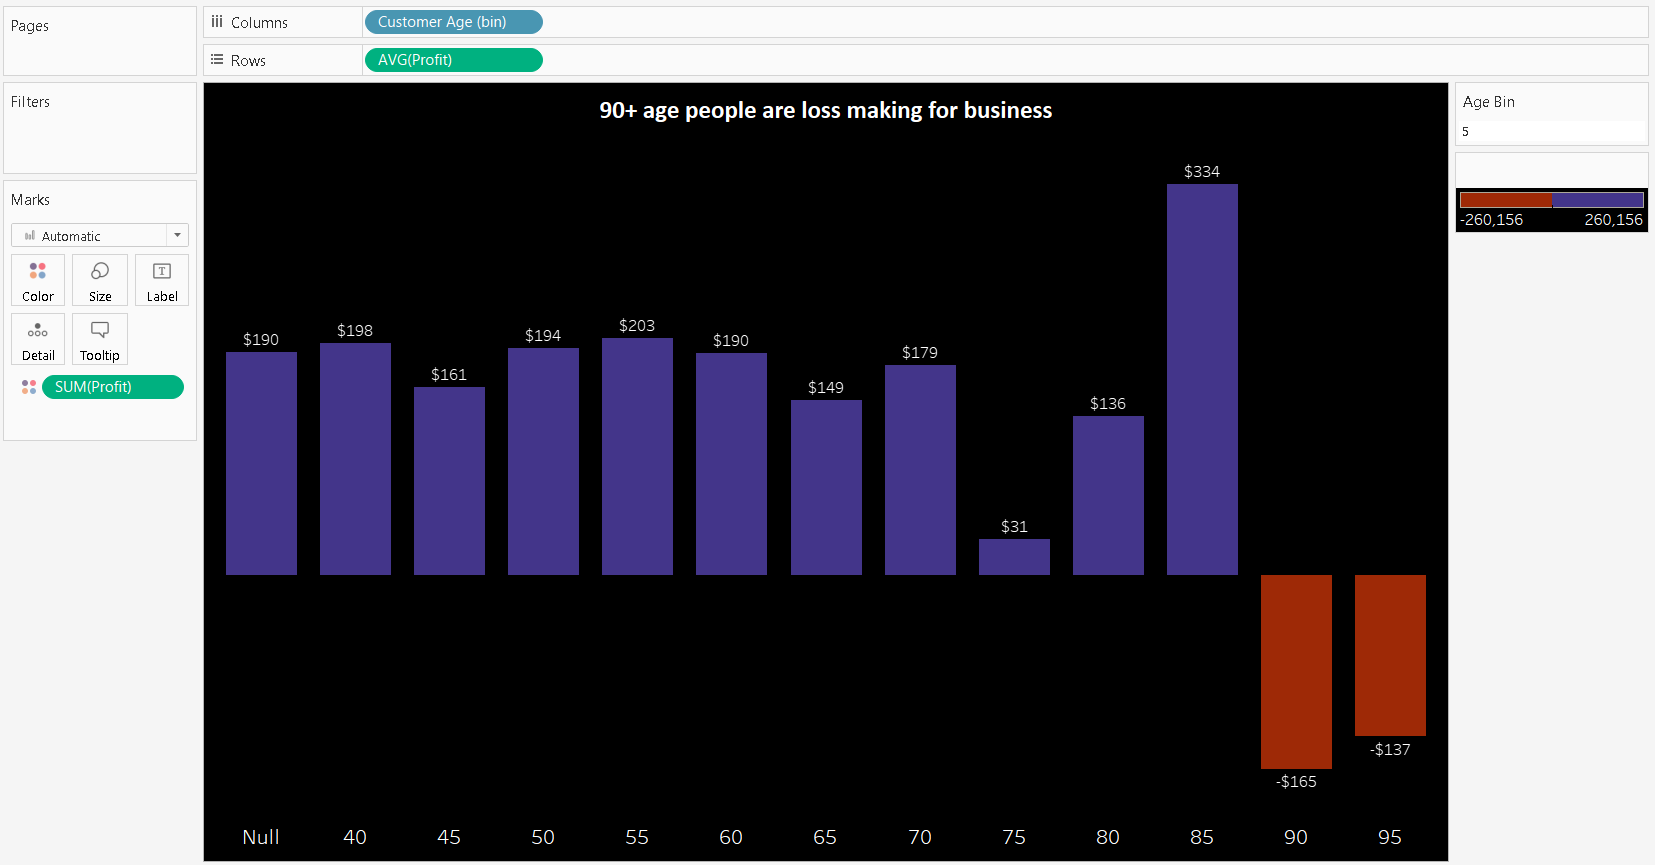 Pages
Columns
Customer Age (bin)
Rows
AVG(Profit)
Filters
Marks
Automatic
Color
Size
T
Label
Detail
Tooltip
SUM(Profit)
90+ age people are loss making for business
$190
$198
$161
$194
$203
$190
$149
$179
$31
$136
$334
-$165
-$137
Null 40 45 50 55 60 65 70 75 80 85 90 95
Age Bin
5
-260,156 260,156